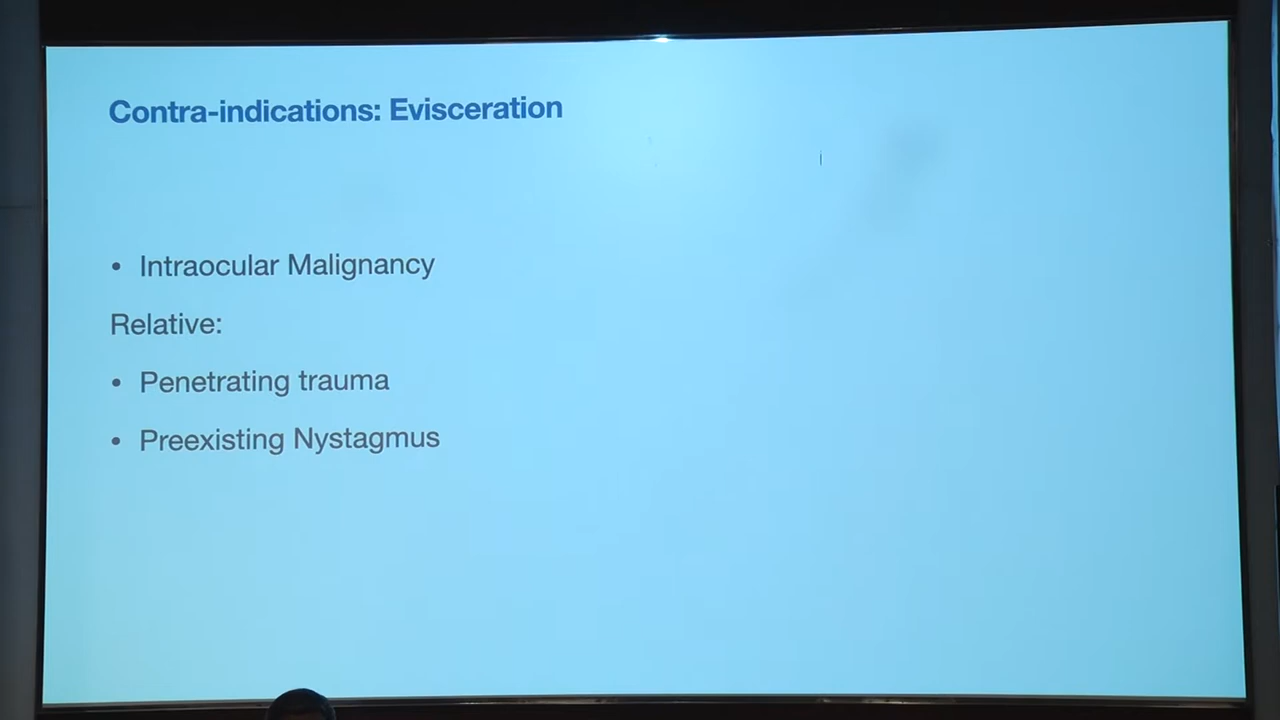 Contra-indications: Evisceration
• Intraocular Malignancy
Relative:
• Penetrating trauma
• Preexisting Nystagmus